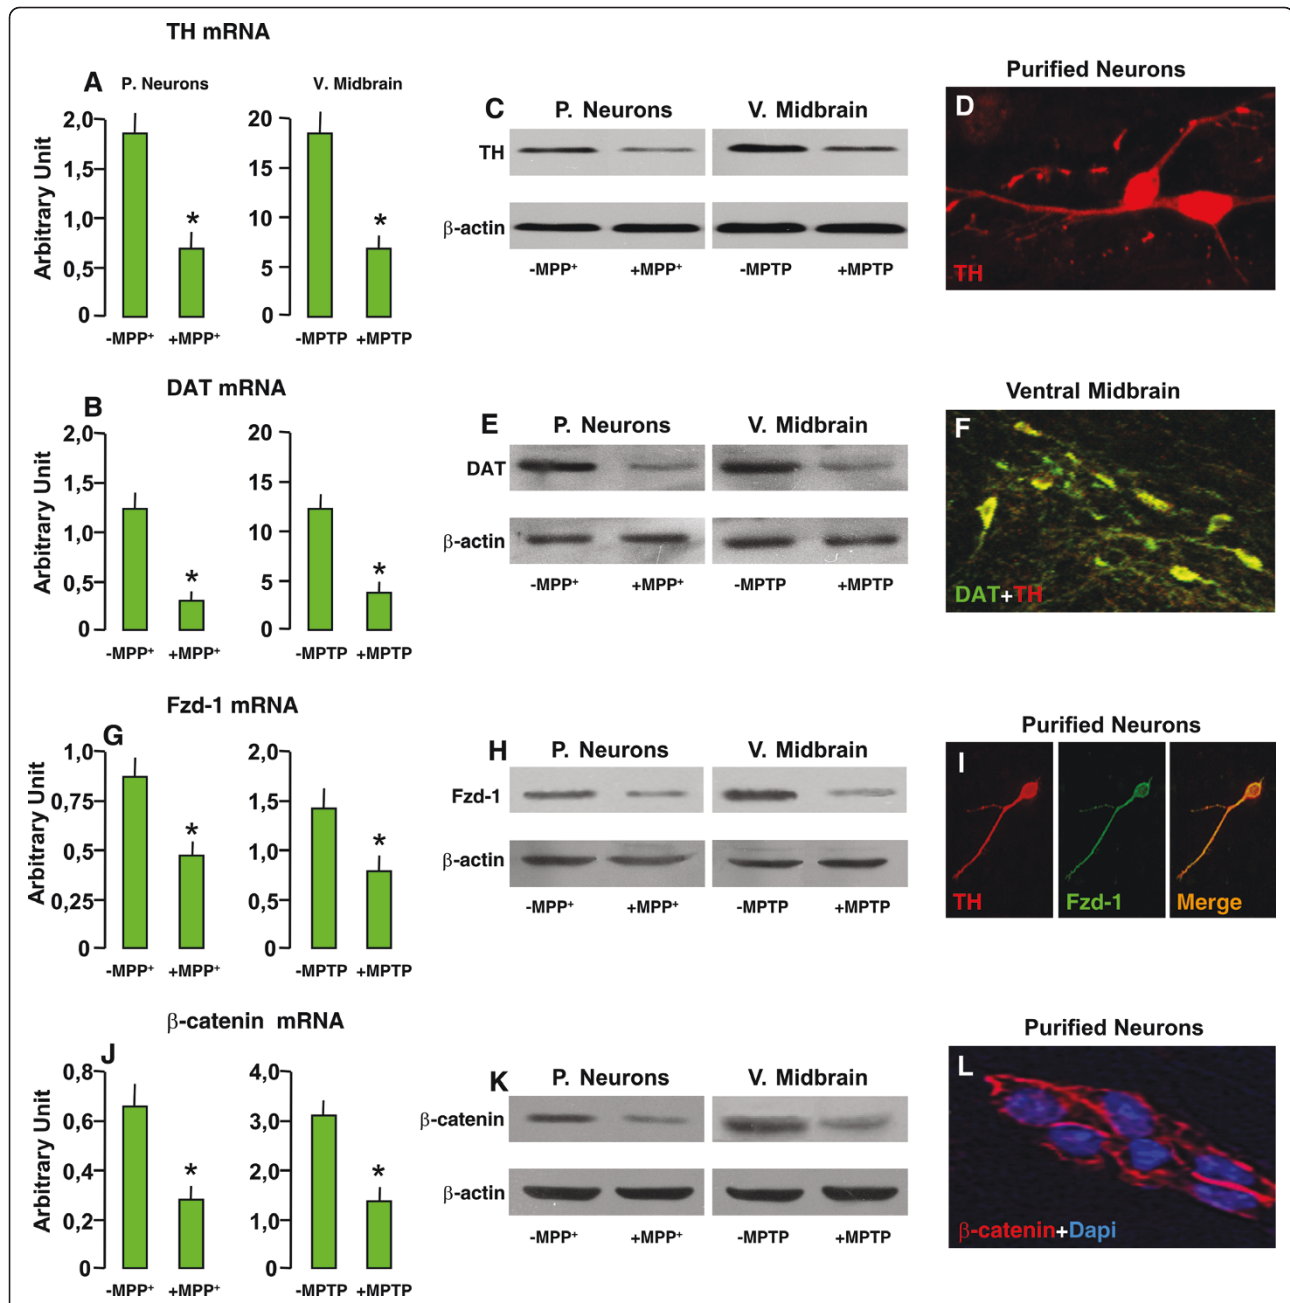 TH mRNA
A P. Neurons V. Midbrain
Arbitrary Unit
2,0
1,0
0,5
0
20
15
10
5
0
*
*
-MPP⁺ +MPP⁺ -MPTP +MPTP
C P. Neurons V. Midbrain
TH
β-actin
-MPP⁺ +MPP⁺ -MPTP +MPTP
Purified Neurons
D
TH
DAT mRNA
B
Arbitrary Unit
2,0
1,0
0,5
0
20
15
10
5
0
*
*
-MPP⁺ +MPP⁺ -MPTP +MPTP
E P. Neurons V. Midbrain
DAT
β-actin
-MPP⁺ +MPP⁺ -MPTP +MPTP
Ventral Midbrain
F
DAT+TH
Fzd-1 mRNA
G
Arbitrary Unit
1,0
0,75
0,5
0,25
0
2,0
1,5
1,0
0,5
0
*
*
-MPP⁺ +MPP⁺ -MPTP +MPTP
H P. Neurons V. Midbrain
Fzd-1
β-actin
-MPP⁺ +MPP⁺ -MPTP +MPTP
Purified Neurons
I
TH Fzd-1 Merge
β-catenin mRNA
J
Arbitrary Unit
0,8
0,6
0,4
0,2
0
4,0
3,0
2,0
1,0
0
*
*
-MPP⁺ +MPP⁺ -MPTP +MPTP
K P. Neurons V. Midbrain
β-catenin
β-actin
-MPP⁺ +MPP⁺ -MPTP +MPTP
Purified Neurons
L
β-catenin+Dapi